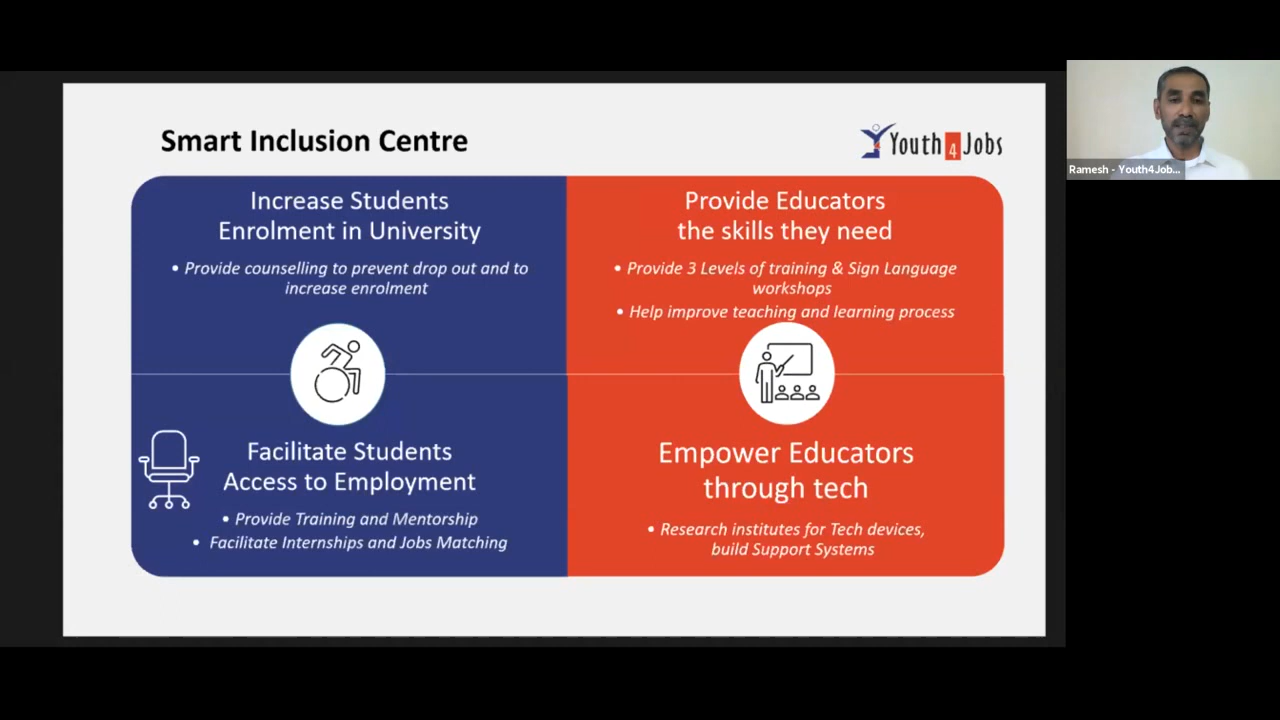 Smart Inclusion Centre
Youth 4 Jobs
Increase Students
Enrolment in University
• Provide counselling to prevent drop out and to
increase enrolment
Provide Educators
the skills they need
• Provide 3 Levels of training & Sign Language
workshops
• Help improve teaching and learning process
Facilitate Students
Access to Employment
• Provide Training and Mentorship
• Facilitate Internships and Jobs Matching
Empower Educators
through tech
• Research institutes for Tech devices,
build Support Systems
Ramesh - Youth4Job...